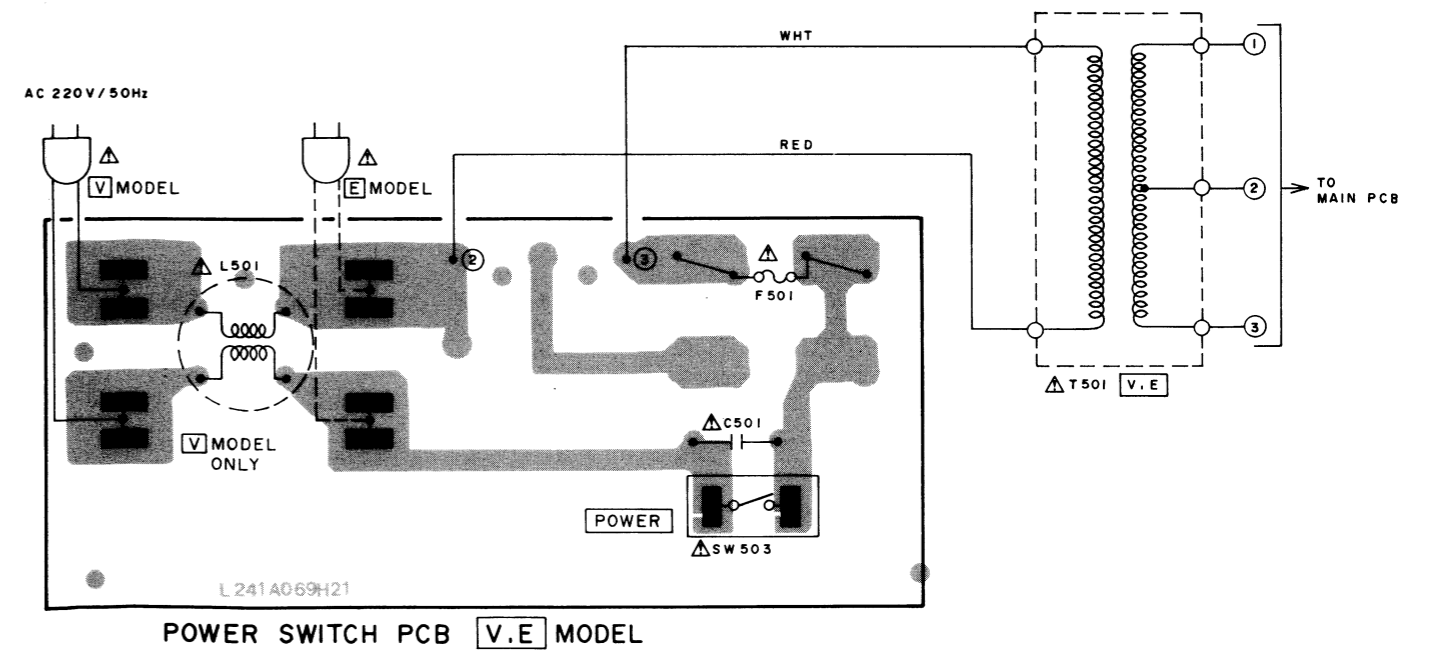 WHT
AC 220V/50Hz
RED
V MODEL
E MODEL
1
2
3
TO
MAIN PCB
L501
2
3
F501
T501 V.E
C501
V MODEL
ONLY
POWER
SW503
L241A069H21
POWER SWITCH PCB V.E MODEL